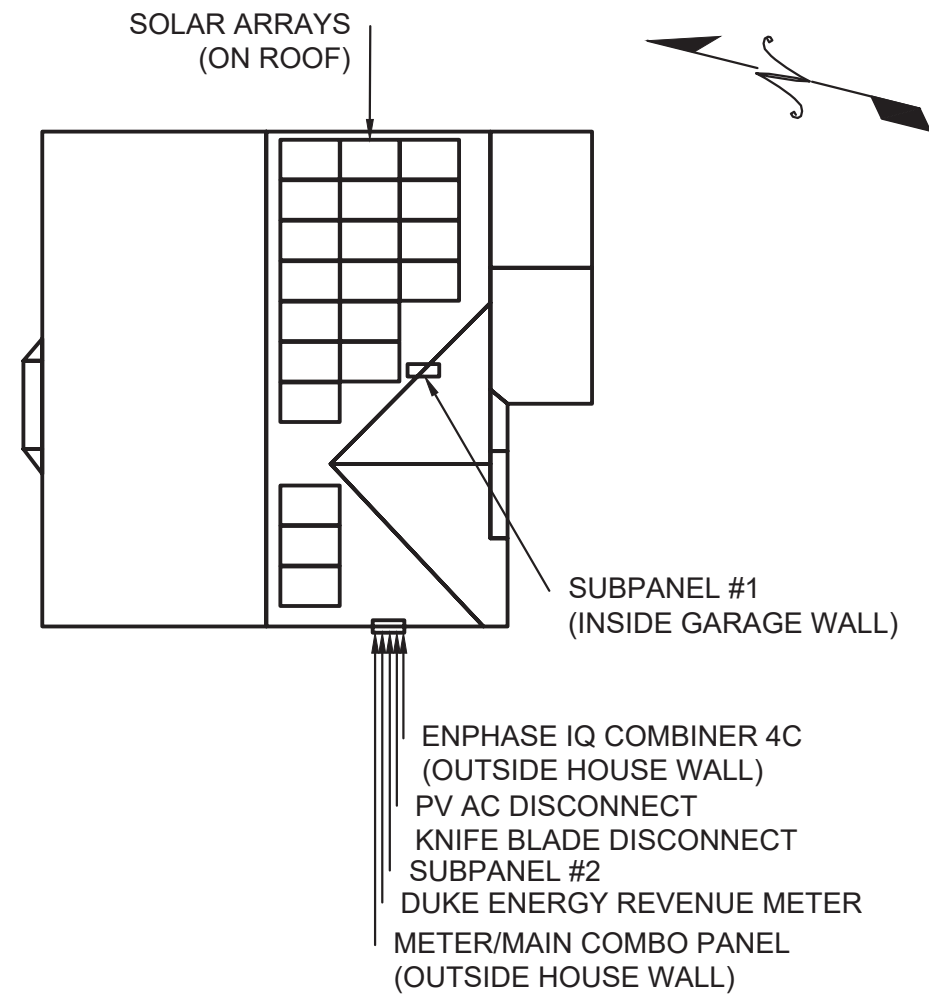 SOLAR ARRAYS
(ON ROOF)
N
SUBPANEL #1
(INSIDE GARAGE WALL)
ENPHASE IQ COMBINER 4C
(OUTSIDE HOUSE WALL)
PV AC DISCONNECT
KNIFE BLADE DISCONNECT
SUBPANEL #2
DUKE ENERGY REVENUE METER
METER/MAIN COMBO PANEL
(OUTSIDE HOUSE WALL)